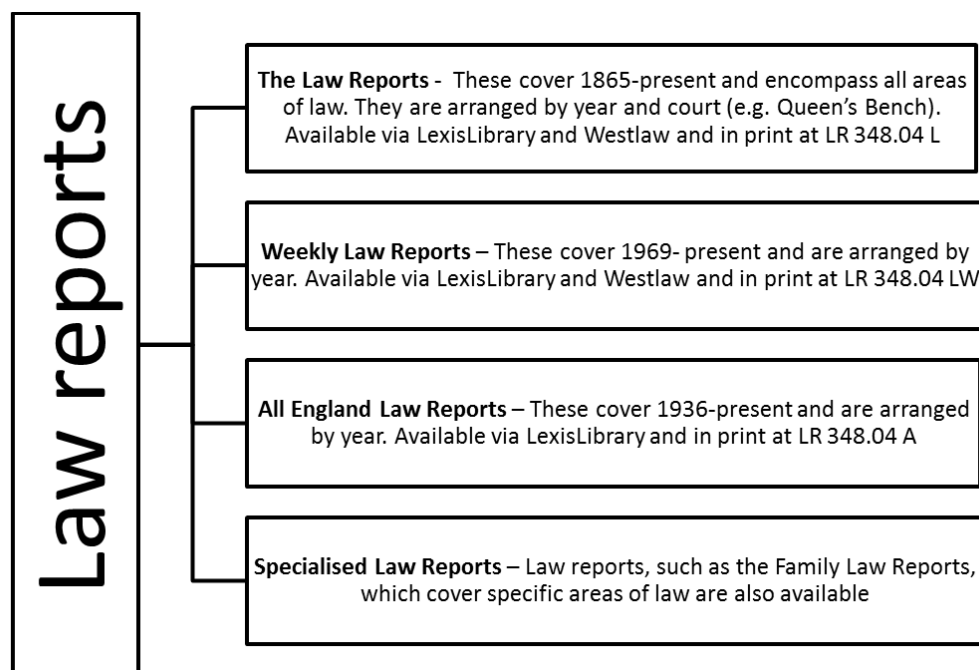 Law reports
The Law Reports - These cover 1865-present and encompass all areas
of law. They are arranged by year and court (e.g. Queen's Bench).
Available via LexisLibrary and Westlaw and in print at LR 348.04 L
Weekly Law Reports – These cover 1969- present and are arranged by
year. Available via LexisLibrary and Westlaw and in print at LR 348.04 LW
All England Law Reports – These cover 1936-present and are arranged
by year. Available via LexisLibrary and in print at LR 348.04 A
Specialised Law Reports – Law reports, such as the Family Law Reports,
which cover specific areas of law are also available